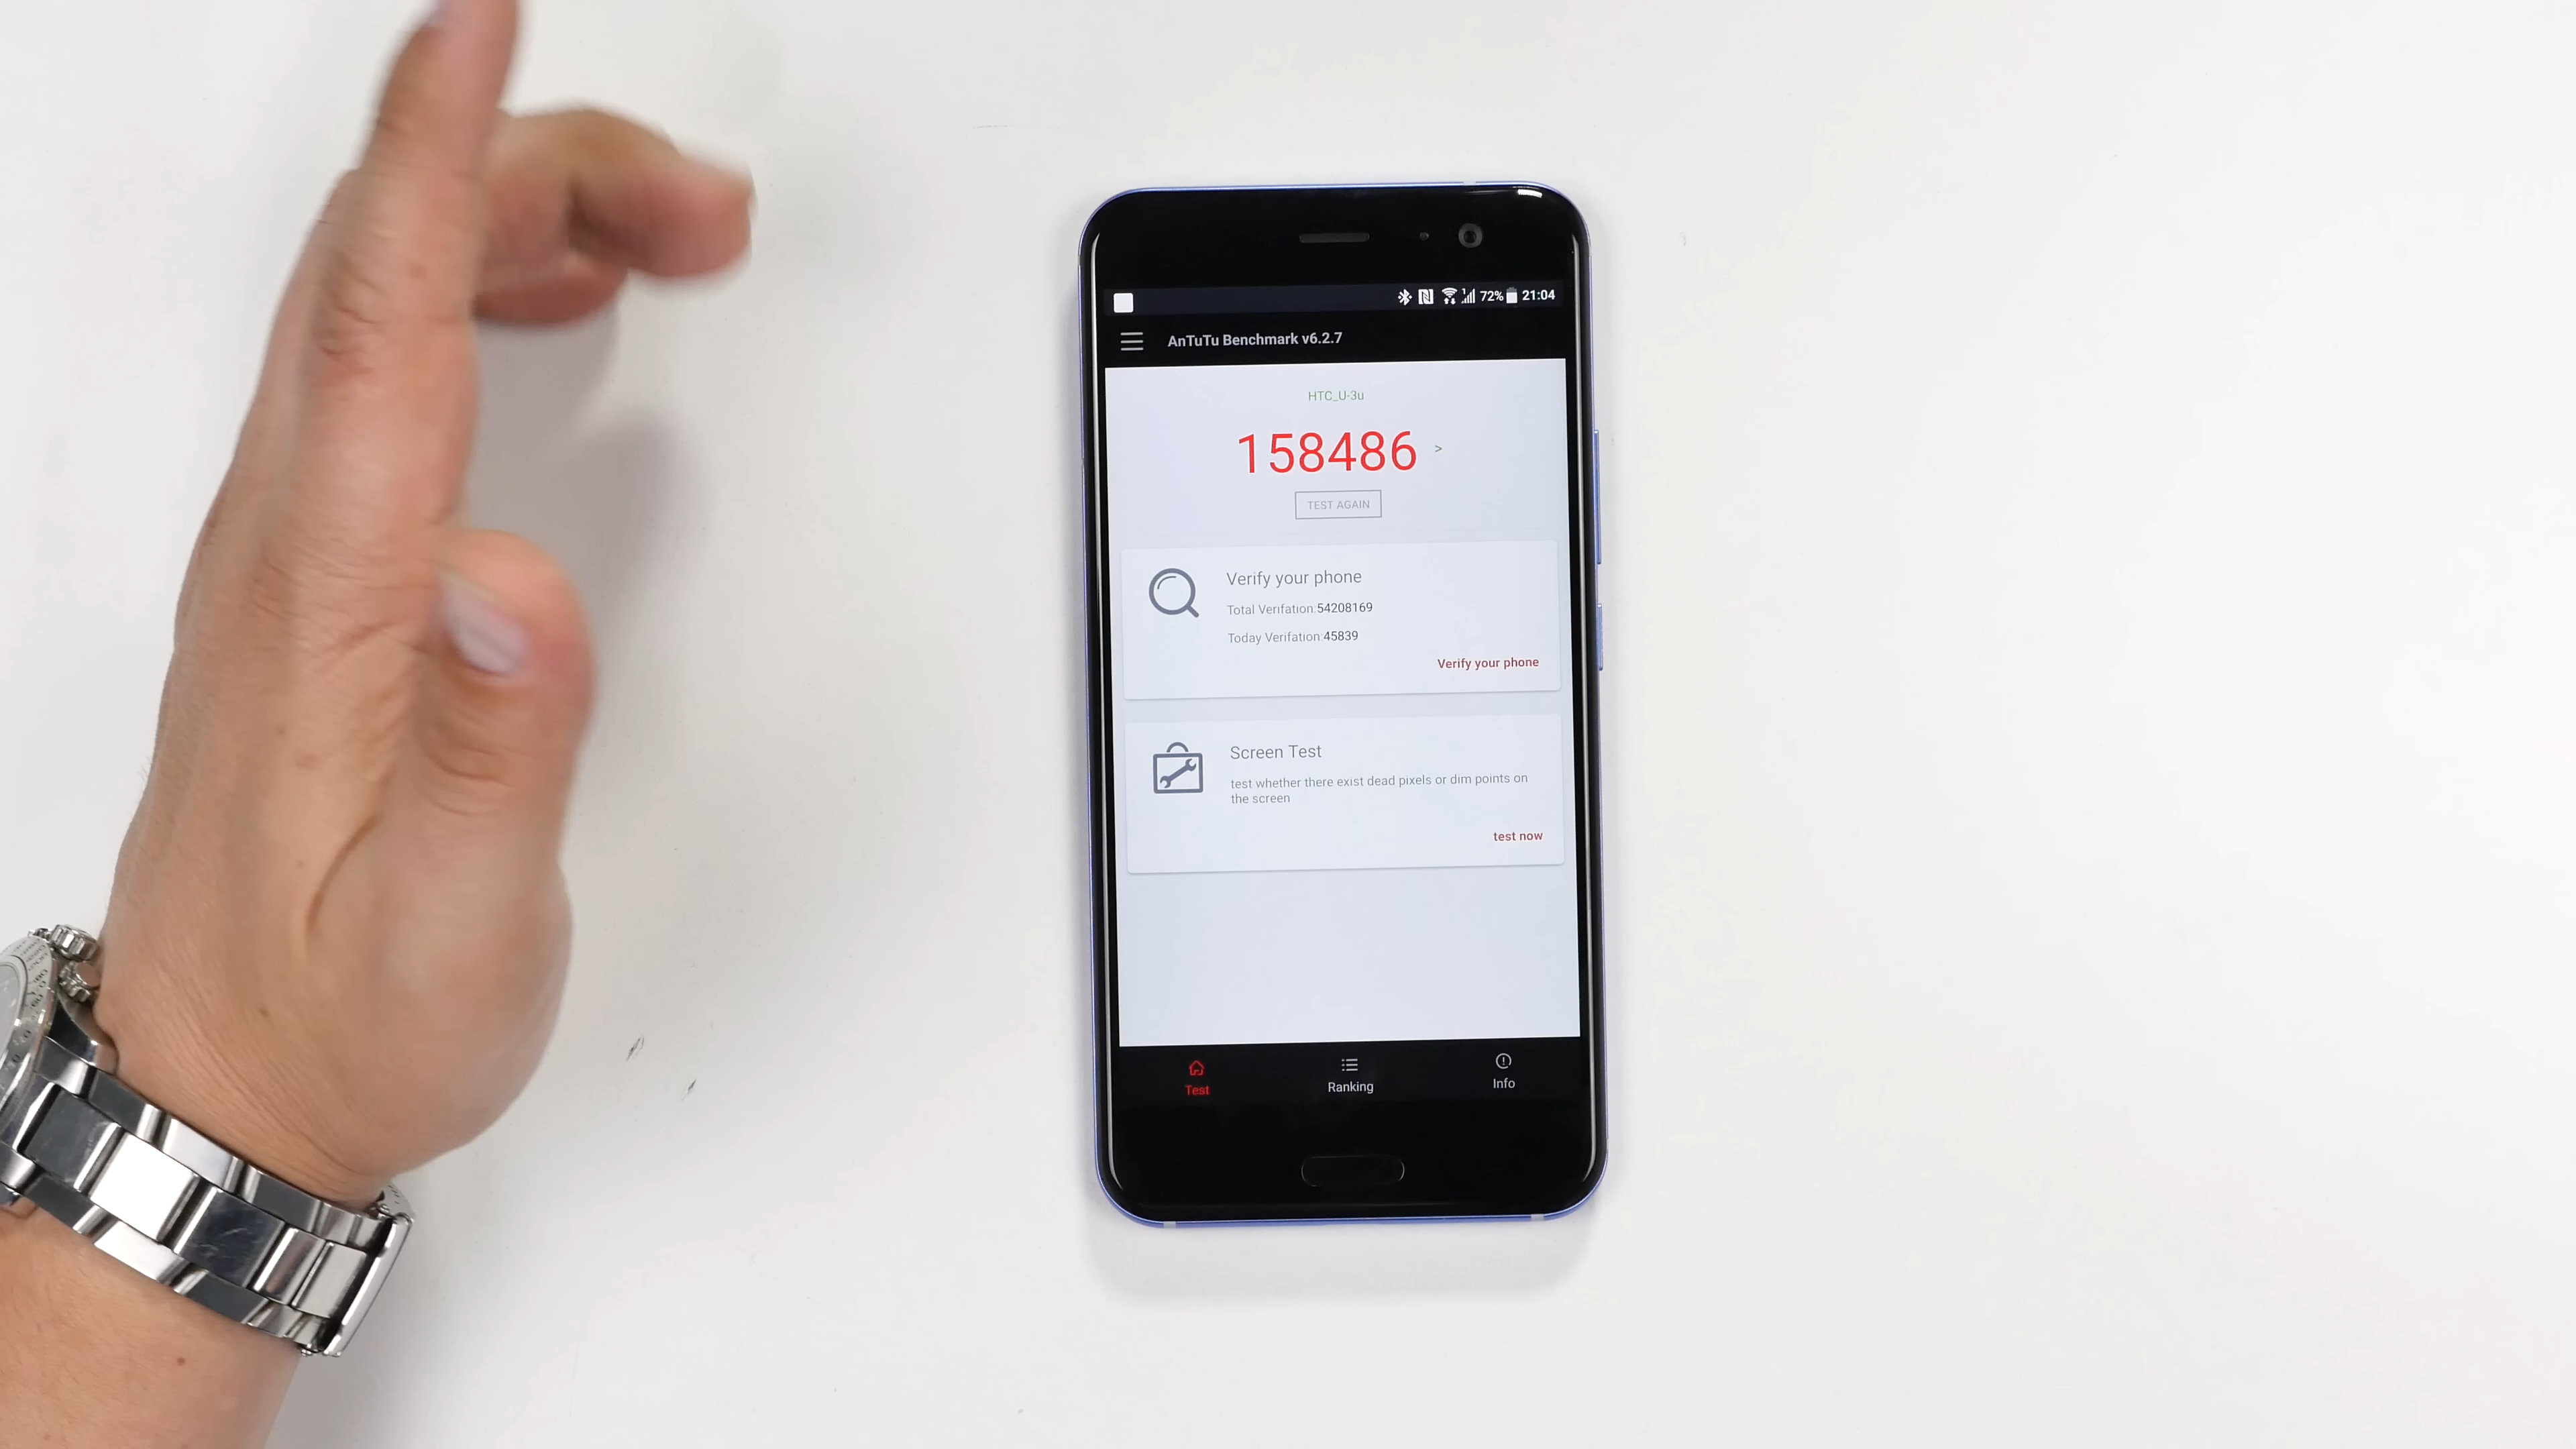 72% 21:04
AnTuTu Benchmark v6.2.7
HTC_U-3u
158486 >
TEST AGAIN
Verify your phone
Total Verifation:54208169
Today Verifation:45839
Verify your phone
Screen Test
test whether there exist dead pixels or dim points on
the screen
test now
Test
Ranking
Info